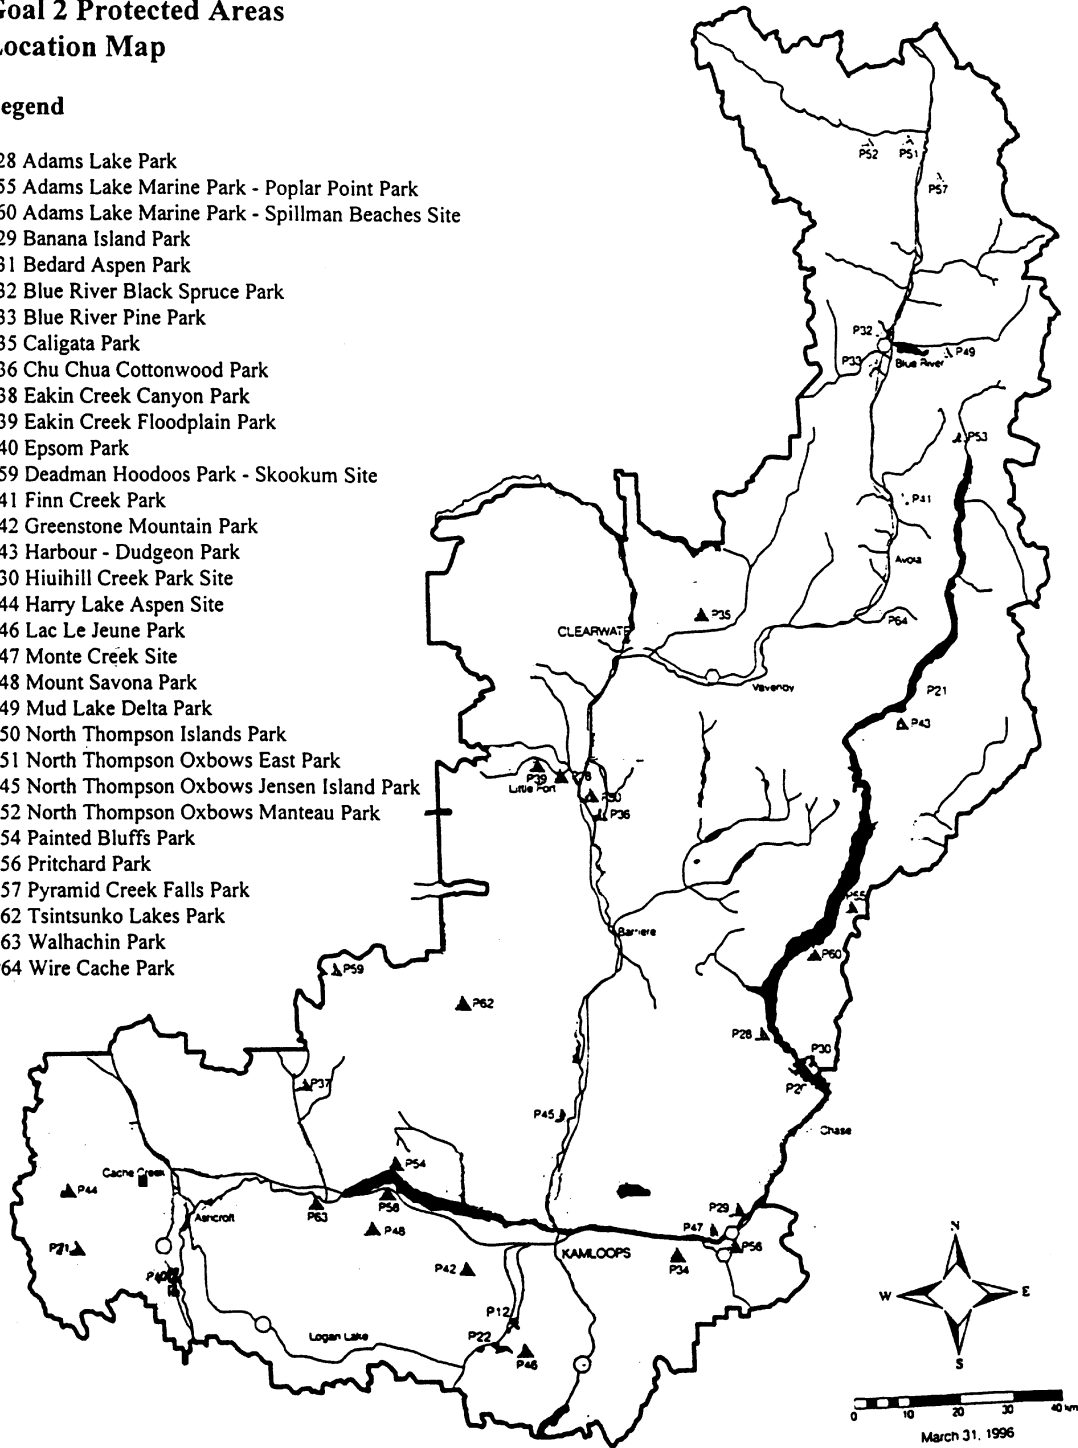 Goal 2 Protected Areas
Location Map
Legend
28 Adams Lake Park
55 Adams Lake Marine Park - Poplar Point Park
60 Adams Lake Marine Park - Spillman Beaches Site
29 Banana Island Park
31 Bedard Aspen Park
32 Blue River Black Spruce Park
33 Blue River Pine Park
35 Caligata Park
36 Chu Chua Cottonwood Park
38 Eakin Creek Canyon Park
39 Eakin Creek Floodplain Park
40 Epsom Park
59 Deadman Hoodoos Park - Skookum Site
41 Finn Creek Park
42 Greenstone Mountain Park
43 Harbour - Dudgeon Park
30 Hiuihill Creek Park Site
44 Harry Lake Aspen Site
46 Lac Le Jeune Park
47 Monte Creek Site
48 Mount Savona Park
49 Mud Lake Delta Park
50 North Thompson Islands Park
51 North Thompson Oxbows East Park
45 North Thompson Oxbows Jensen Island Park
52 North Thompson Oxbows Manteau Park
54 Painted Bluffs Park
56 Pritchard Park
57 Pyramid Creek Falls Park
62 Tsintsunko Lakes Park
63 Walhachin Park
64 Wire Cache Park
P52
P51
P57
P32
Blue River
P49
P33
P53
P41
Avola
P35
P64
CLEARWATER
Vavenby
P21
P43
P39
Little Fort
P36
P55
Barriere
P60
P59
P62
P28
P30
P37
P45
Chase
Cache Creek
P54
P44
P58
P63
Ashcroft
P48
P29
P47
P56
KAMLOOPS
P34
P42
P12
Logan Lake
P22
P46
N
W
E
S
0 10 20 30 40 km
March 31, 1996